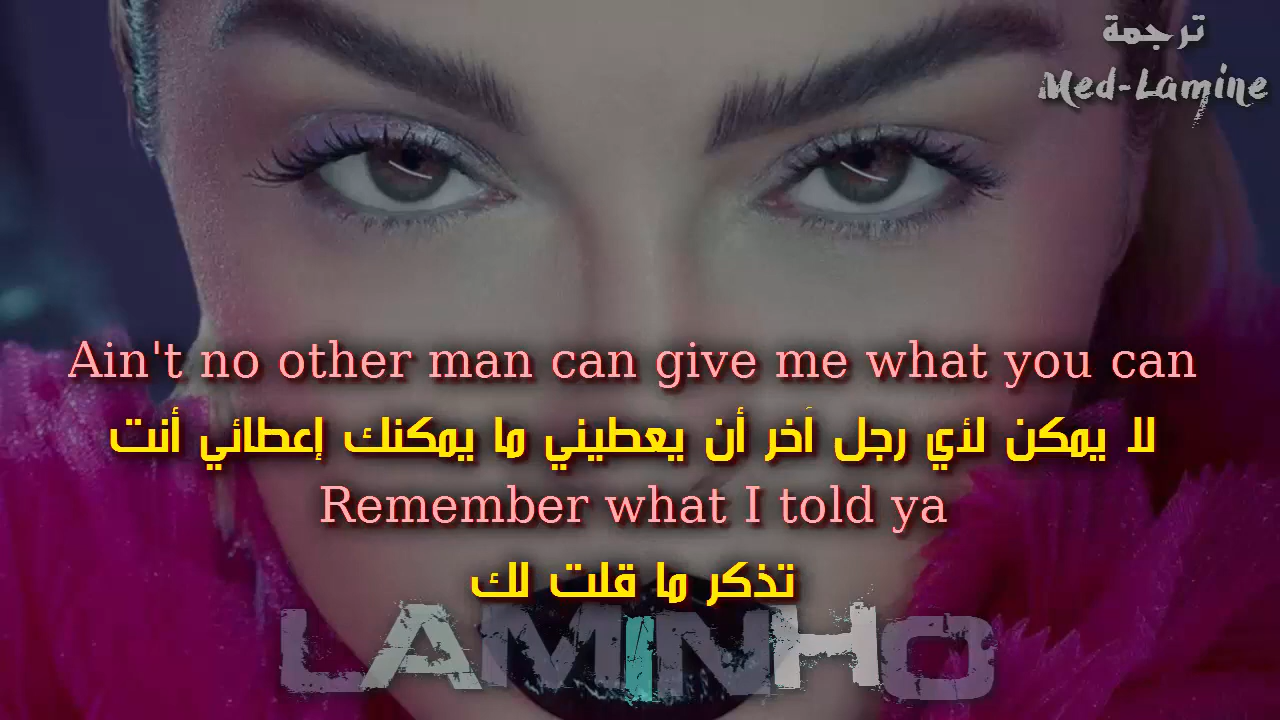 ترجمة
Med-Lamine
Ain't no other man can give me what you can
لا يمكن لأي رجل آخر أن يعطيني ما يمكنك إعطائي أنت
Remember what I told ya
تذكر ما قلت لك
LAMINHO